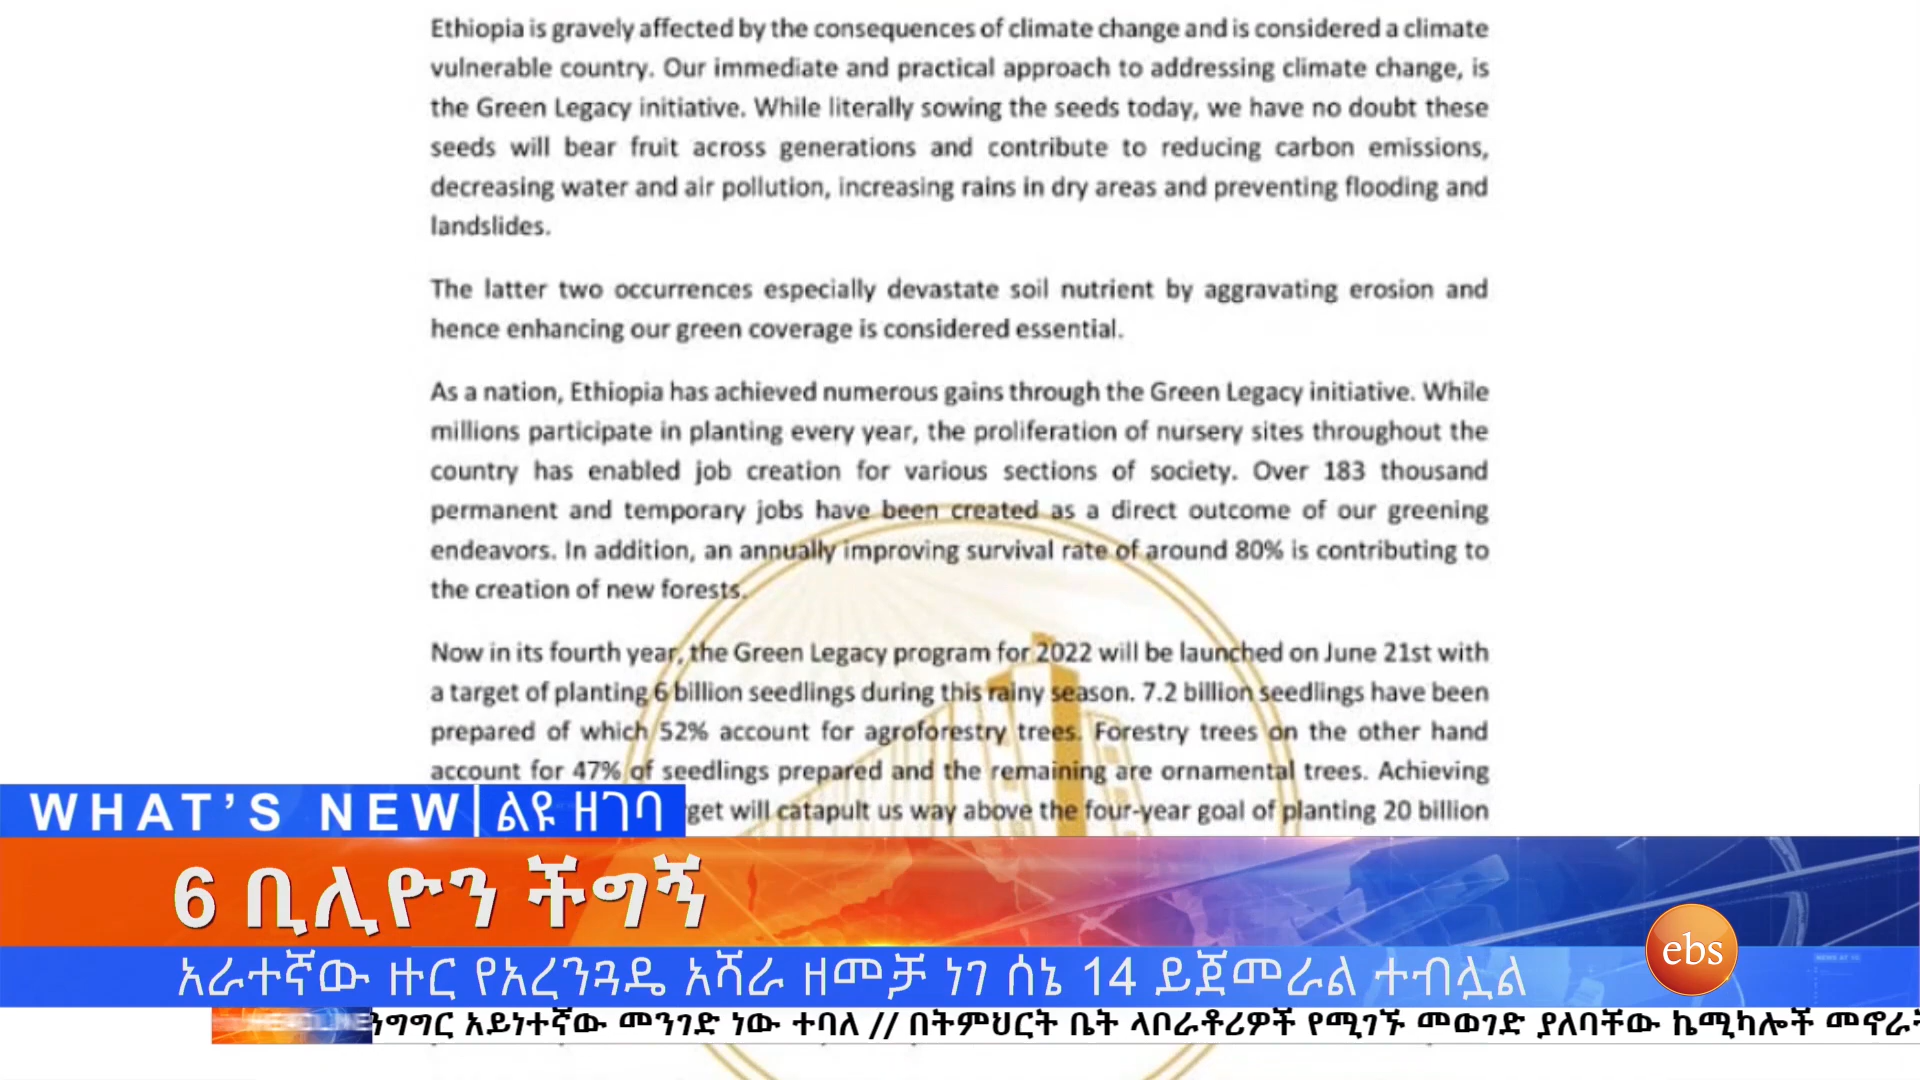 Ethiopia is gravely affected by the consequences of climate change and is considered a climate
vulnerable country. Our immediate and practical approach to addressing climate change, is
the Green Legacy initiative. While literally sowing the seeds today, we have no doubt these
seeds will bear fruit across generations and contribute to reducing carbon emissions,
decreasing water and air pollution, increasing rains in dry areas and preventing flooding and
landslides.
The latter two occurrences especially devastate soil nutrient by aggravating erosion and
hence enhancing our green coverage is considered essential.
As a nation, Ethiopia has achieved numerous gains through the Green Legacy initiative. While
millions participate in planting every year, the proliferation of nursery sites throughout the
country has enabled job creation for various sections of society. Over 183 thousand
permanent and temporary jobs have been created as a direct outcome of our greening
endeavors. In addition, an annually improving survival rate of around 80% is contributing to
the creation of new forests.
Now in its fourth year, the Green Legacy program for 2022 will be launched on June 21st with
a target of planting 6 billion seedlings during this rainy season. 7.2 billion seedlings have been
prepared of which 52% account for agroforestry trees. Forestry trees on the other hand
account for 47% of seedlings prepared and the remaining are ornamental trees. Achieving
get will catapult us way above the four-year goal of planting 20 billion
WHAT'S NEW|ልዩ ዘገባ
6 ቢሊዮን ችግኝ
ebs
አራተኛው ዙር የአረንጓዴ አሻራ ዘመቻ ነገ ሰኔ 14 ይጀመራል ተብሏል
ንግግር አይነተኛው መንገድ ነው ተባለ // በትምህርት ቤት ላቦራቶሪዎች የሚገኙ መወገድ ያለባቸው ኬሚካሎች መኖራ